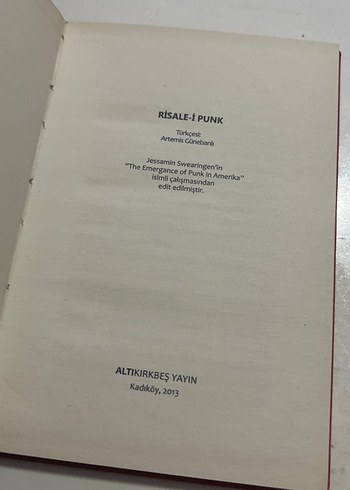 RİSALE-İ PUNK
Türkçesi:
Artemis Günebanlı
Jessamin Swearingen'in
"The Emergance of Punk in Amerika"
isimli çalışmasından
edit edilmiştir.
ALTIKIRKBEŞ YAYIN
Kadıköy, 2013